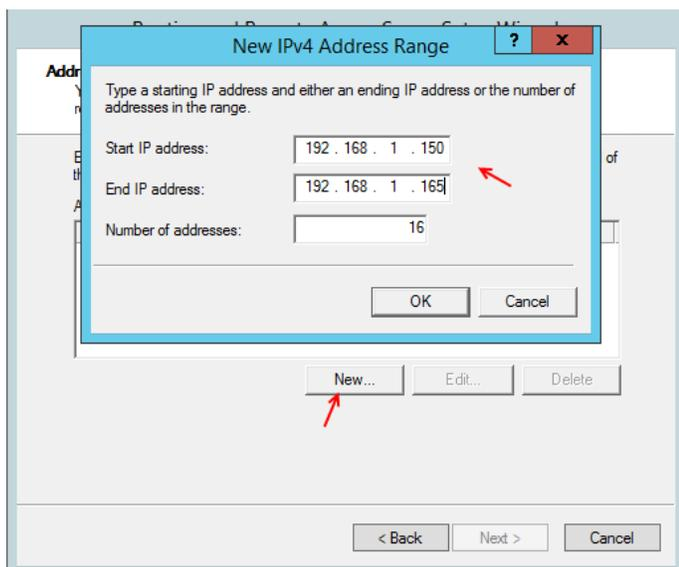 New IPv4 Address Range
? x
Type a starting IP address and either an ending IP address or the number of
addresses in the range.
Start IP address: 192 . 168 . 1 . 150
End IP address: 192 . 168 . 1 . 165
Number of addresses: 16
OK Cancel
of
New... Edit... Delete
< Back Next > Cancel